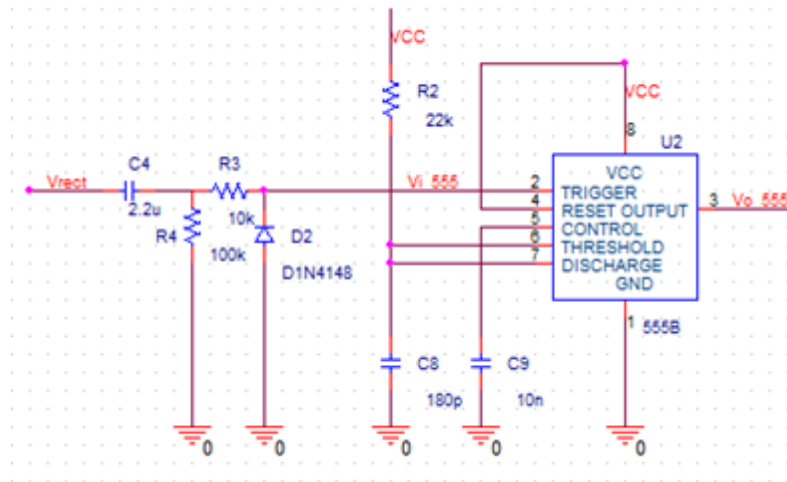 VCC
R2
22k
VCC
8
U2
C4
R3
Vrect
Vi_555
2.2u
10k
R4
100k
D2
D1N4148
VCC
2
TRIGGER
4
RESET OUTPUT
3
Vo_555
5
CONTROL
6
THRESHOLD
7
DISCHARGE
GND
1
555B
C8
180p
C9
10n
0
0
0
0
0